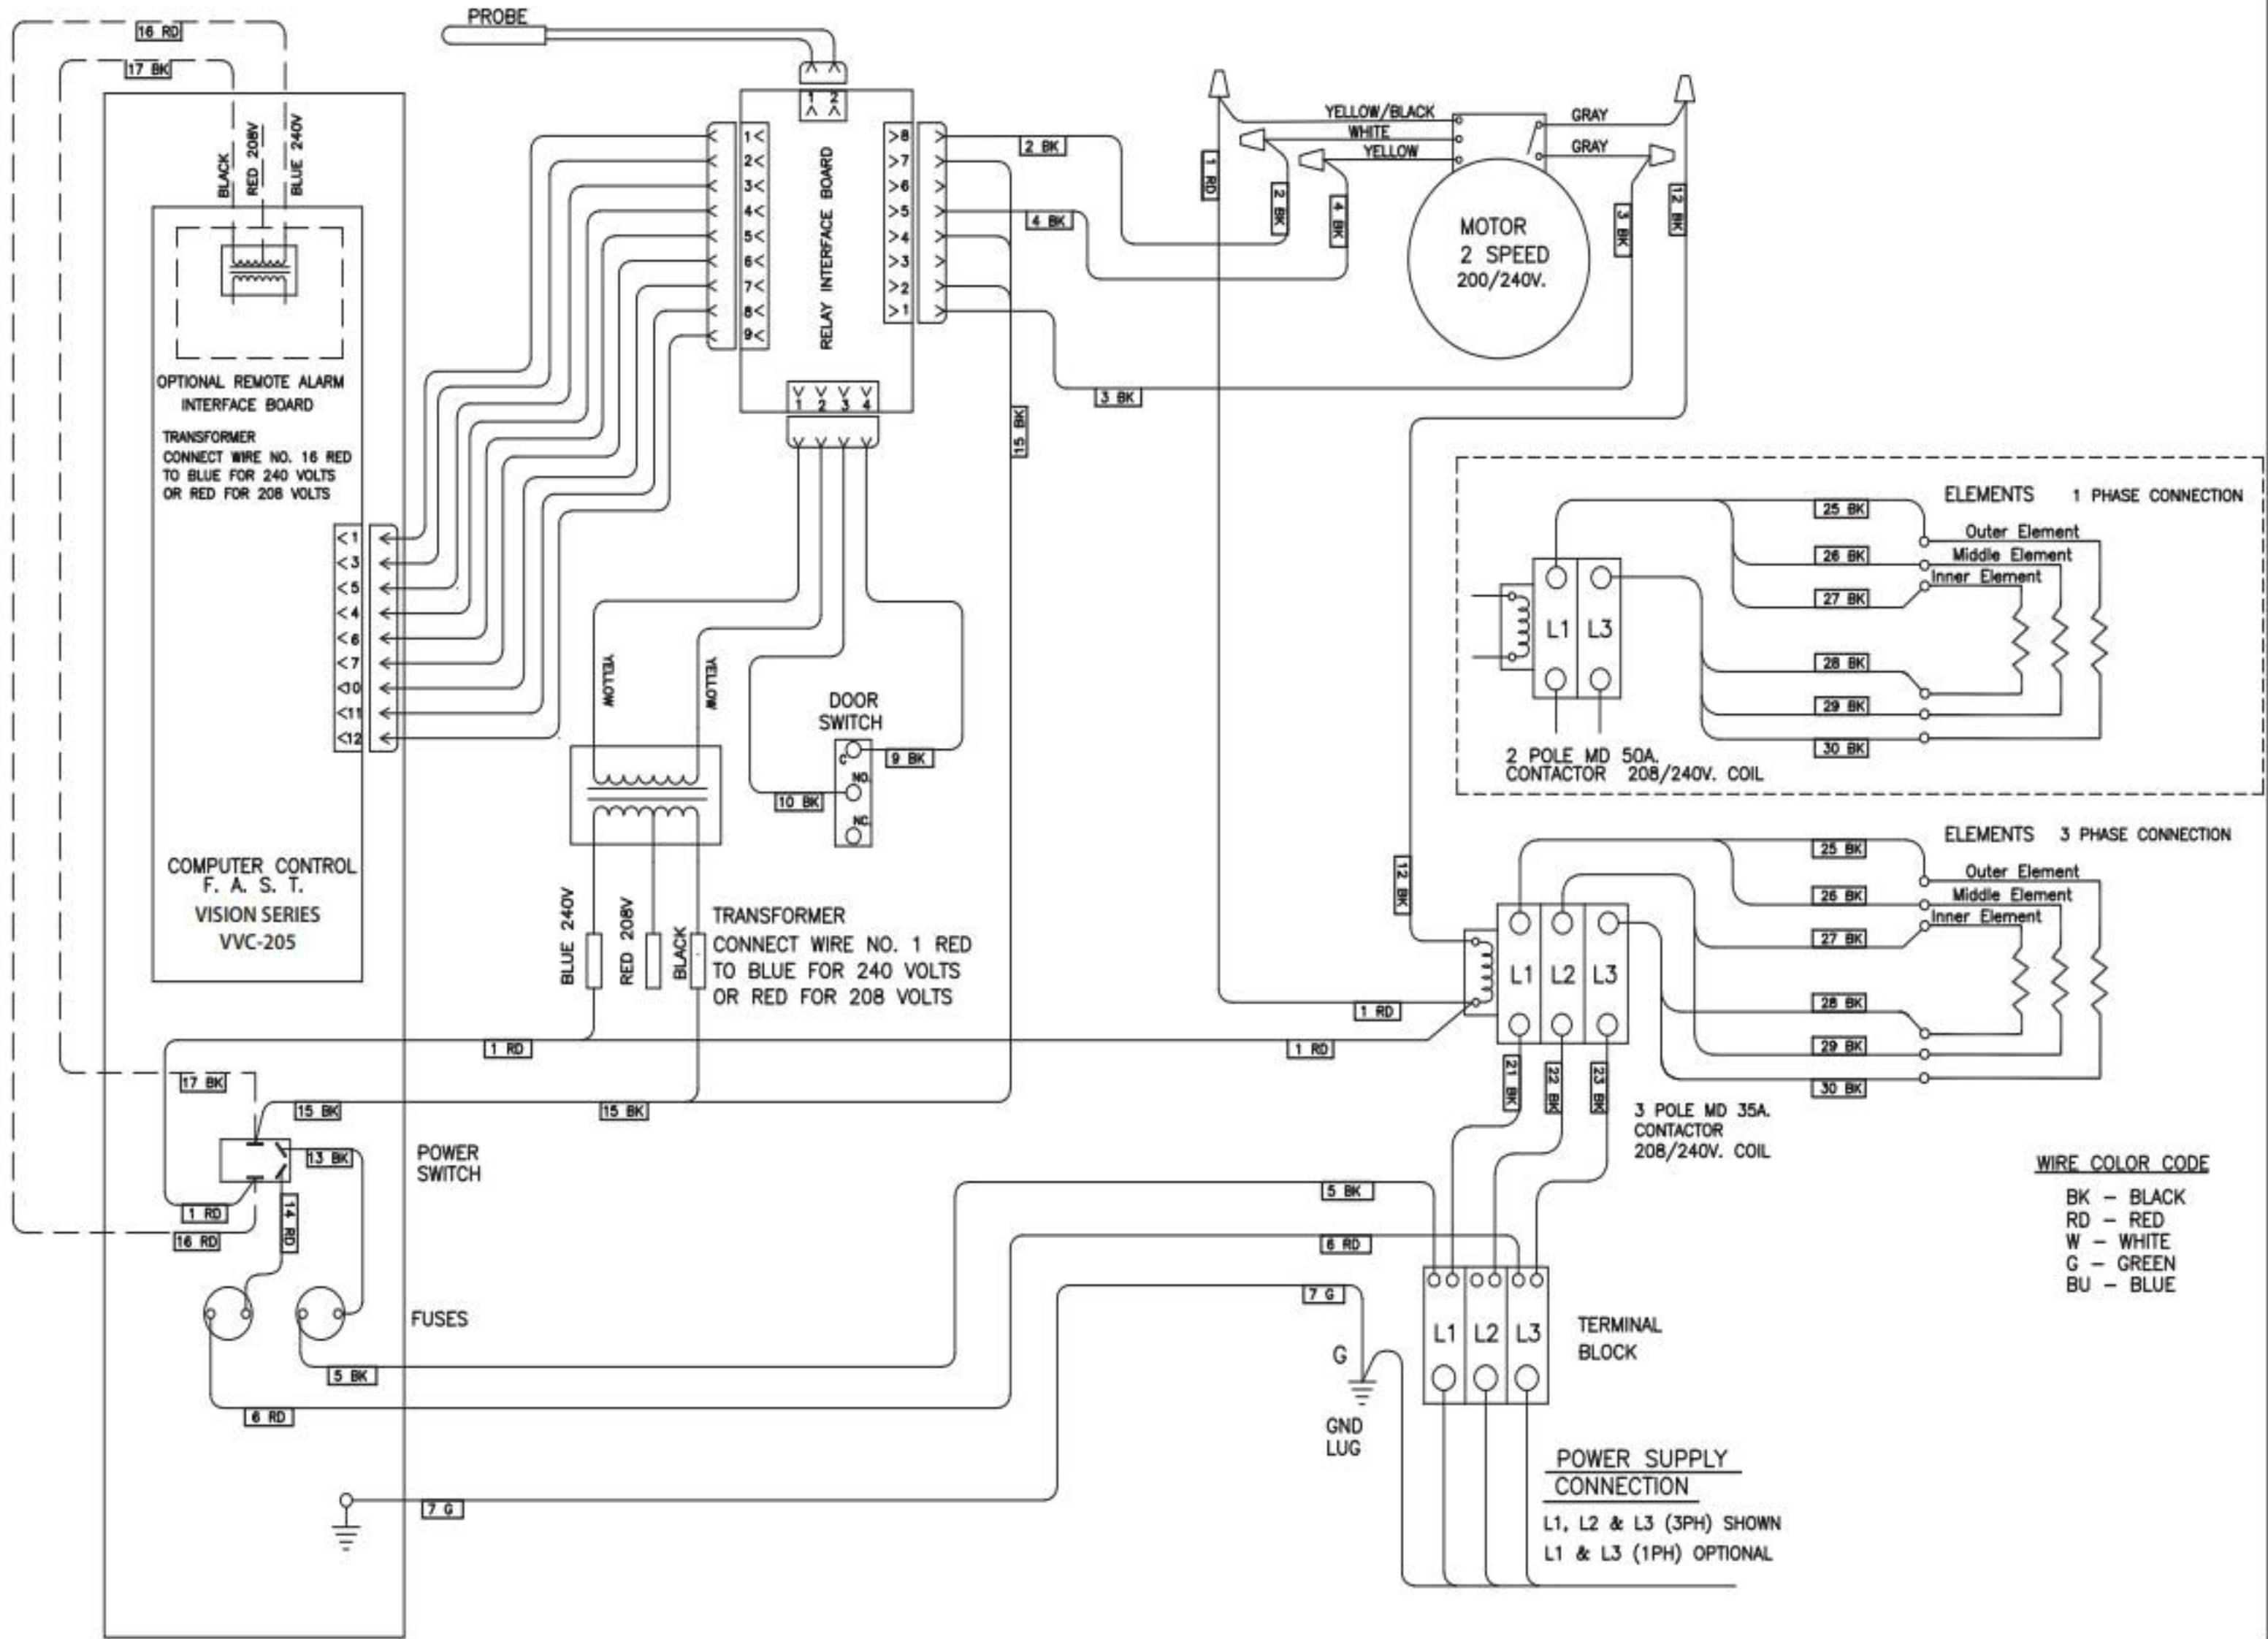 16 RD
17 BK
BLACK
RED 208V
BLUE 240V
OPTIONAL REMOTE ALARM
INTERFACE BOARD
TRANSFORMER
CONNECT WIRE NO. 16 RED
TO BLUE FOR 240 VOLTS
OR RED FOR 208 VOLTS
<1
<3
<5
<4
<6
<7
<10
<11
<12
COMPUTER CONTROL
F. A. S. T.
VISION SERIES
VVC-205
PROBE
1 2
1<
2<
3<
4<
5<
6<
7<
8<
9<
RELAY INTERFACE BOARD
>8
>7
>6
>5
>4
>3
>2
>1
1 2 3 4
2 BK
4 BK
3 BK
15 BK
YELLOW
YELLOW
DOOR
SWITCH
C
NO.
NC.
9 BK
10 BK
BLUE 240V
RED 208V
BLACK
TRANSFORMER
CONNECT WIRE NO. 1 RED
TO BLUE FOR 240 VOLTS
OR RED FOR 208 VOLTS
YELLOW/BLACK
WHITE
YELLOW
GRAY
GRAY
1 RD
2 BK
4 BK
3 BK
12 BK
MOTOR
2 SPEED
200/240V.
ELEMENTS 1 PHASE CONNECTION
25 BK
Outer Element
26 BK
Middle Element
Inner Element
27 BK
L1 L3
28 BK
29 BK
30 BK
2 POLE MD 50A.
CONTACTOR 208/240V. COIL
ELEMENTS 3 PHASE CONNECTION
25 BK
Outer Element
26 BK
Middle Element
Inner Element
27 BK
12 BK
L1 L2 L3
28 BK
29 BK
30 BK
1 RD
1 RD
1 RD
21 BK
22 BK
23 BK
3 POLE MD 35A.
CONTACTOR
208/240V. COIL
17 BK
15 BK
15 BK
13 BK
POWER
SWITCH
1 RD
16 RD
14 RD
FUSES
5 BK
6 RD
7 G
5 BK
6 RD
7 G
G
GND
LUG
L1 L2 L3
TERMINAL
BLOCK
POWER SUPPLY
CONNECTION
L1, L2 & L3 (3PH) SHOWN
L1 & L3 (1PH) OPTIONAL
WIRE COLOR CODE
BK - BLACK
RD - RED
W - WHITE
G - GREEN
BU - BLUE